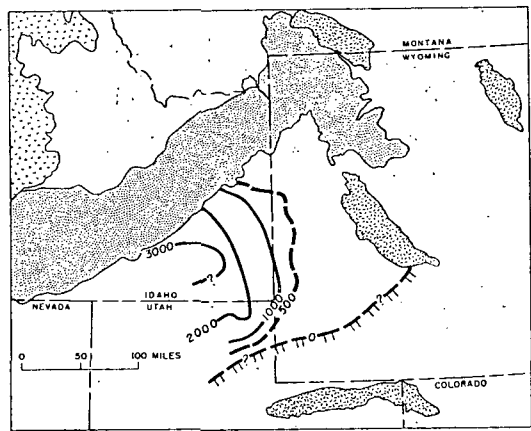 MONTANA
WYOMING
3000
?
IDAHO
NEVADA
UTAH
1000
500
2000
?
0
?
0 50 100 MILES
COLORADO